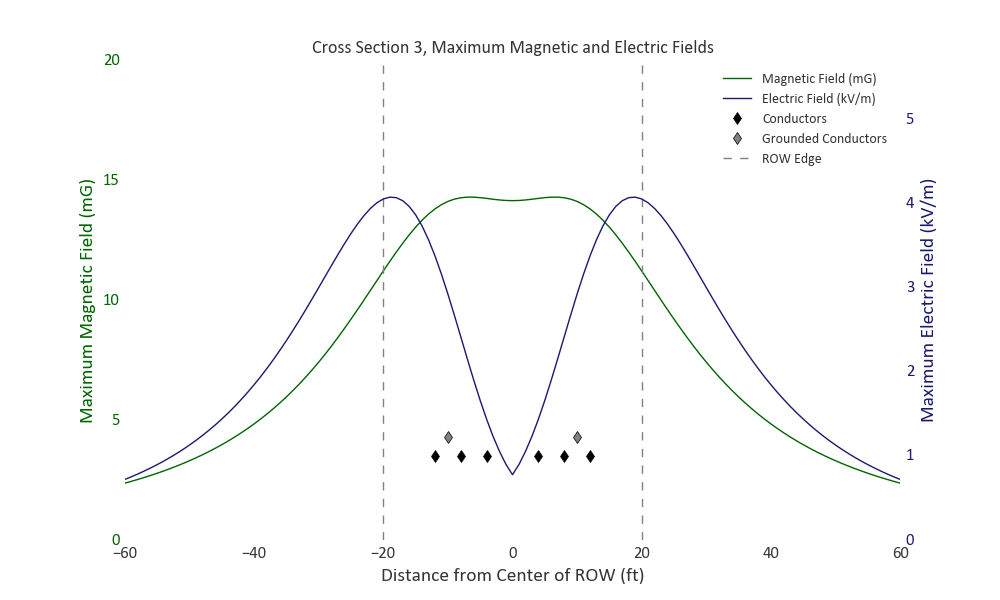 Cross Section 3, Maximum Magnetic and Electric Fields
Magnetic Field (mG)
Electric Field (kV/m)
Conductors
Grounded Conductors
ROW Edge
Maximum Magnetic Field (mG)
20
15
10
5
0
Maximum Electric Field (kV/m)
5
4
3
2
1
0
−60 −40 −20 0 20 40 60
Distance from Center of ROW (ft)